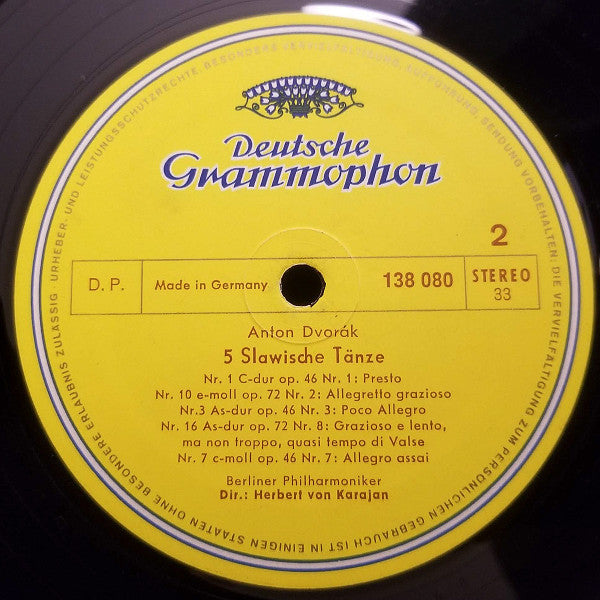 Deutsche
Grammophon
2
D. P.
Made in Germany
138 080
STEREO
33
Anton Dvorák
5 Slawische Tänze
Nr. 1 C-dur op. 46 Nr. 1: Presto
Nr. 10 e-moll op. 72 Nr. 2: Allegretto grazioso
Nr.3 As-dur op. 46 Nr. 3: Poco Allegro
Nr. 16 As-dur op. 72 Nr. 8: Grazioso e lento,
ma non troppo, quasi tempo di Valse
Nr. 7 c-moll op. 46 Nr. 7: Allegro assai
Berliner Philharmoniker
Dir.: Herbert von Karajan
URHEBER- UND LEISTUNGSSCHUTZRECHTE, BESONDERE AUFFÜHRUNG, SENDUNG VORBEHALTEN; DIE VERVIELFÄLTIGUNG ZUM PERSÖNLICHEN GEBRAUCH IST IN EINIGEN STAATEN OHNE BESONDERE ERLAUBNIS ZULÄSSIG